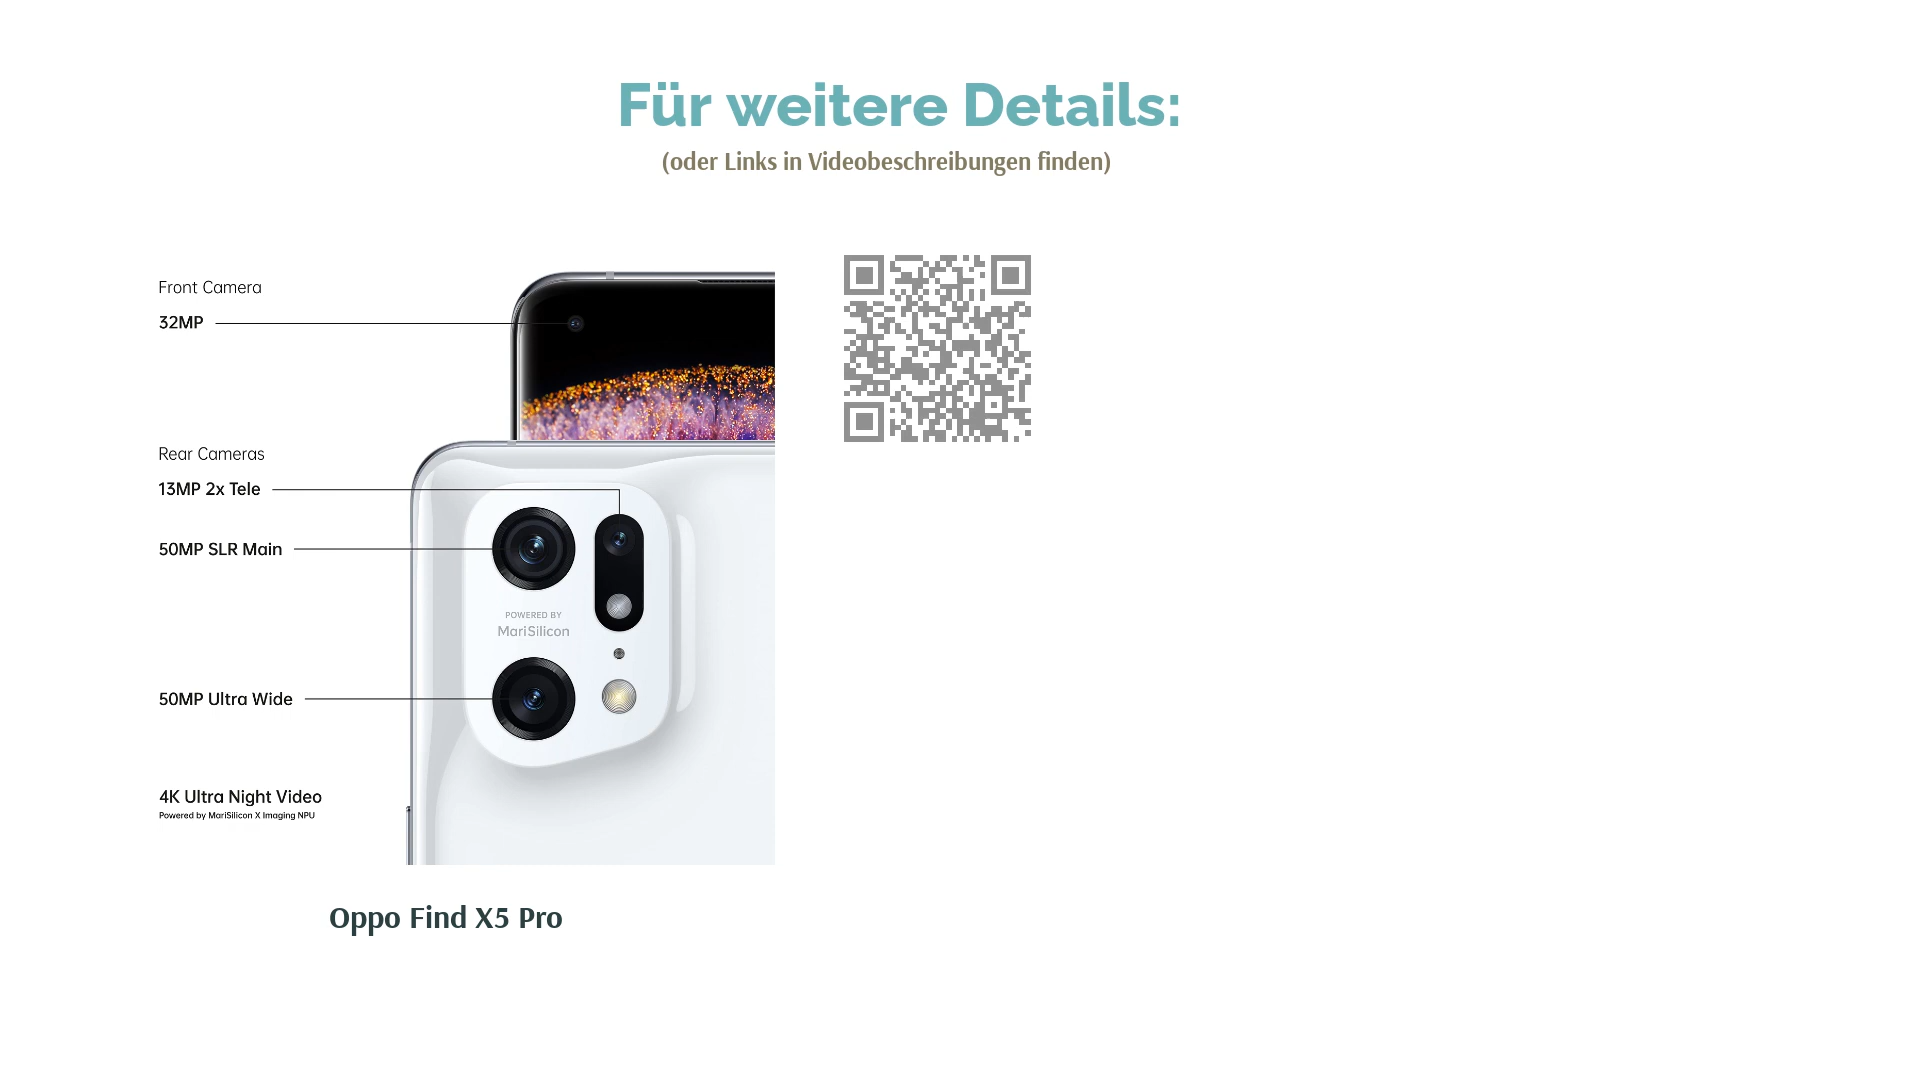 Für weitere Details:
(oder Links in Videobeschreibungen finden)
Front Camera
32MP
Rear Cameras
13MP 2x Tele
50MP SLR Main
POWERED BY
MariSilicon
50MP Ultra Wide
4K Ultra Night Video
Powered by MariSilicon X Imaging NPU
Oppo Find X5 Pro